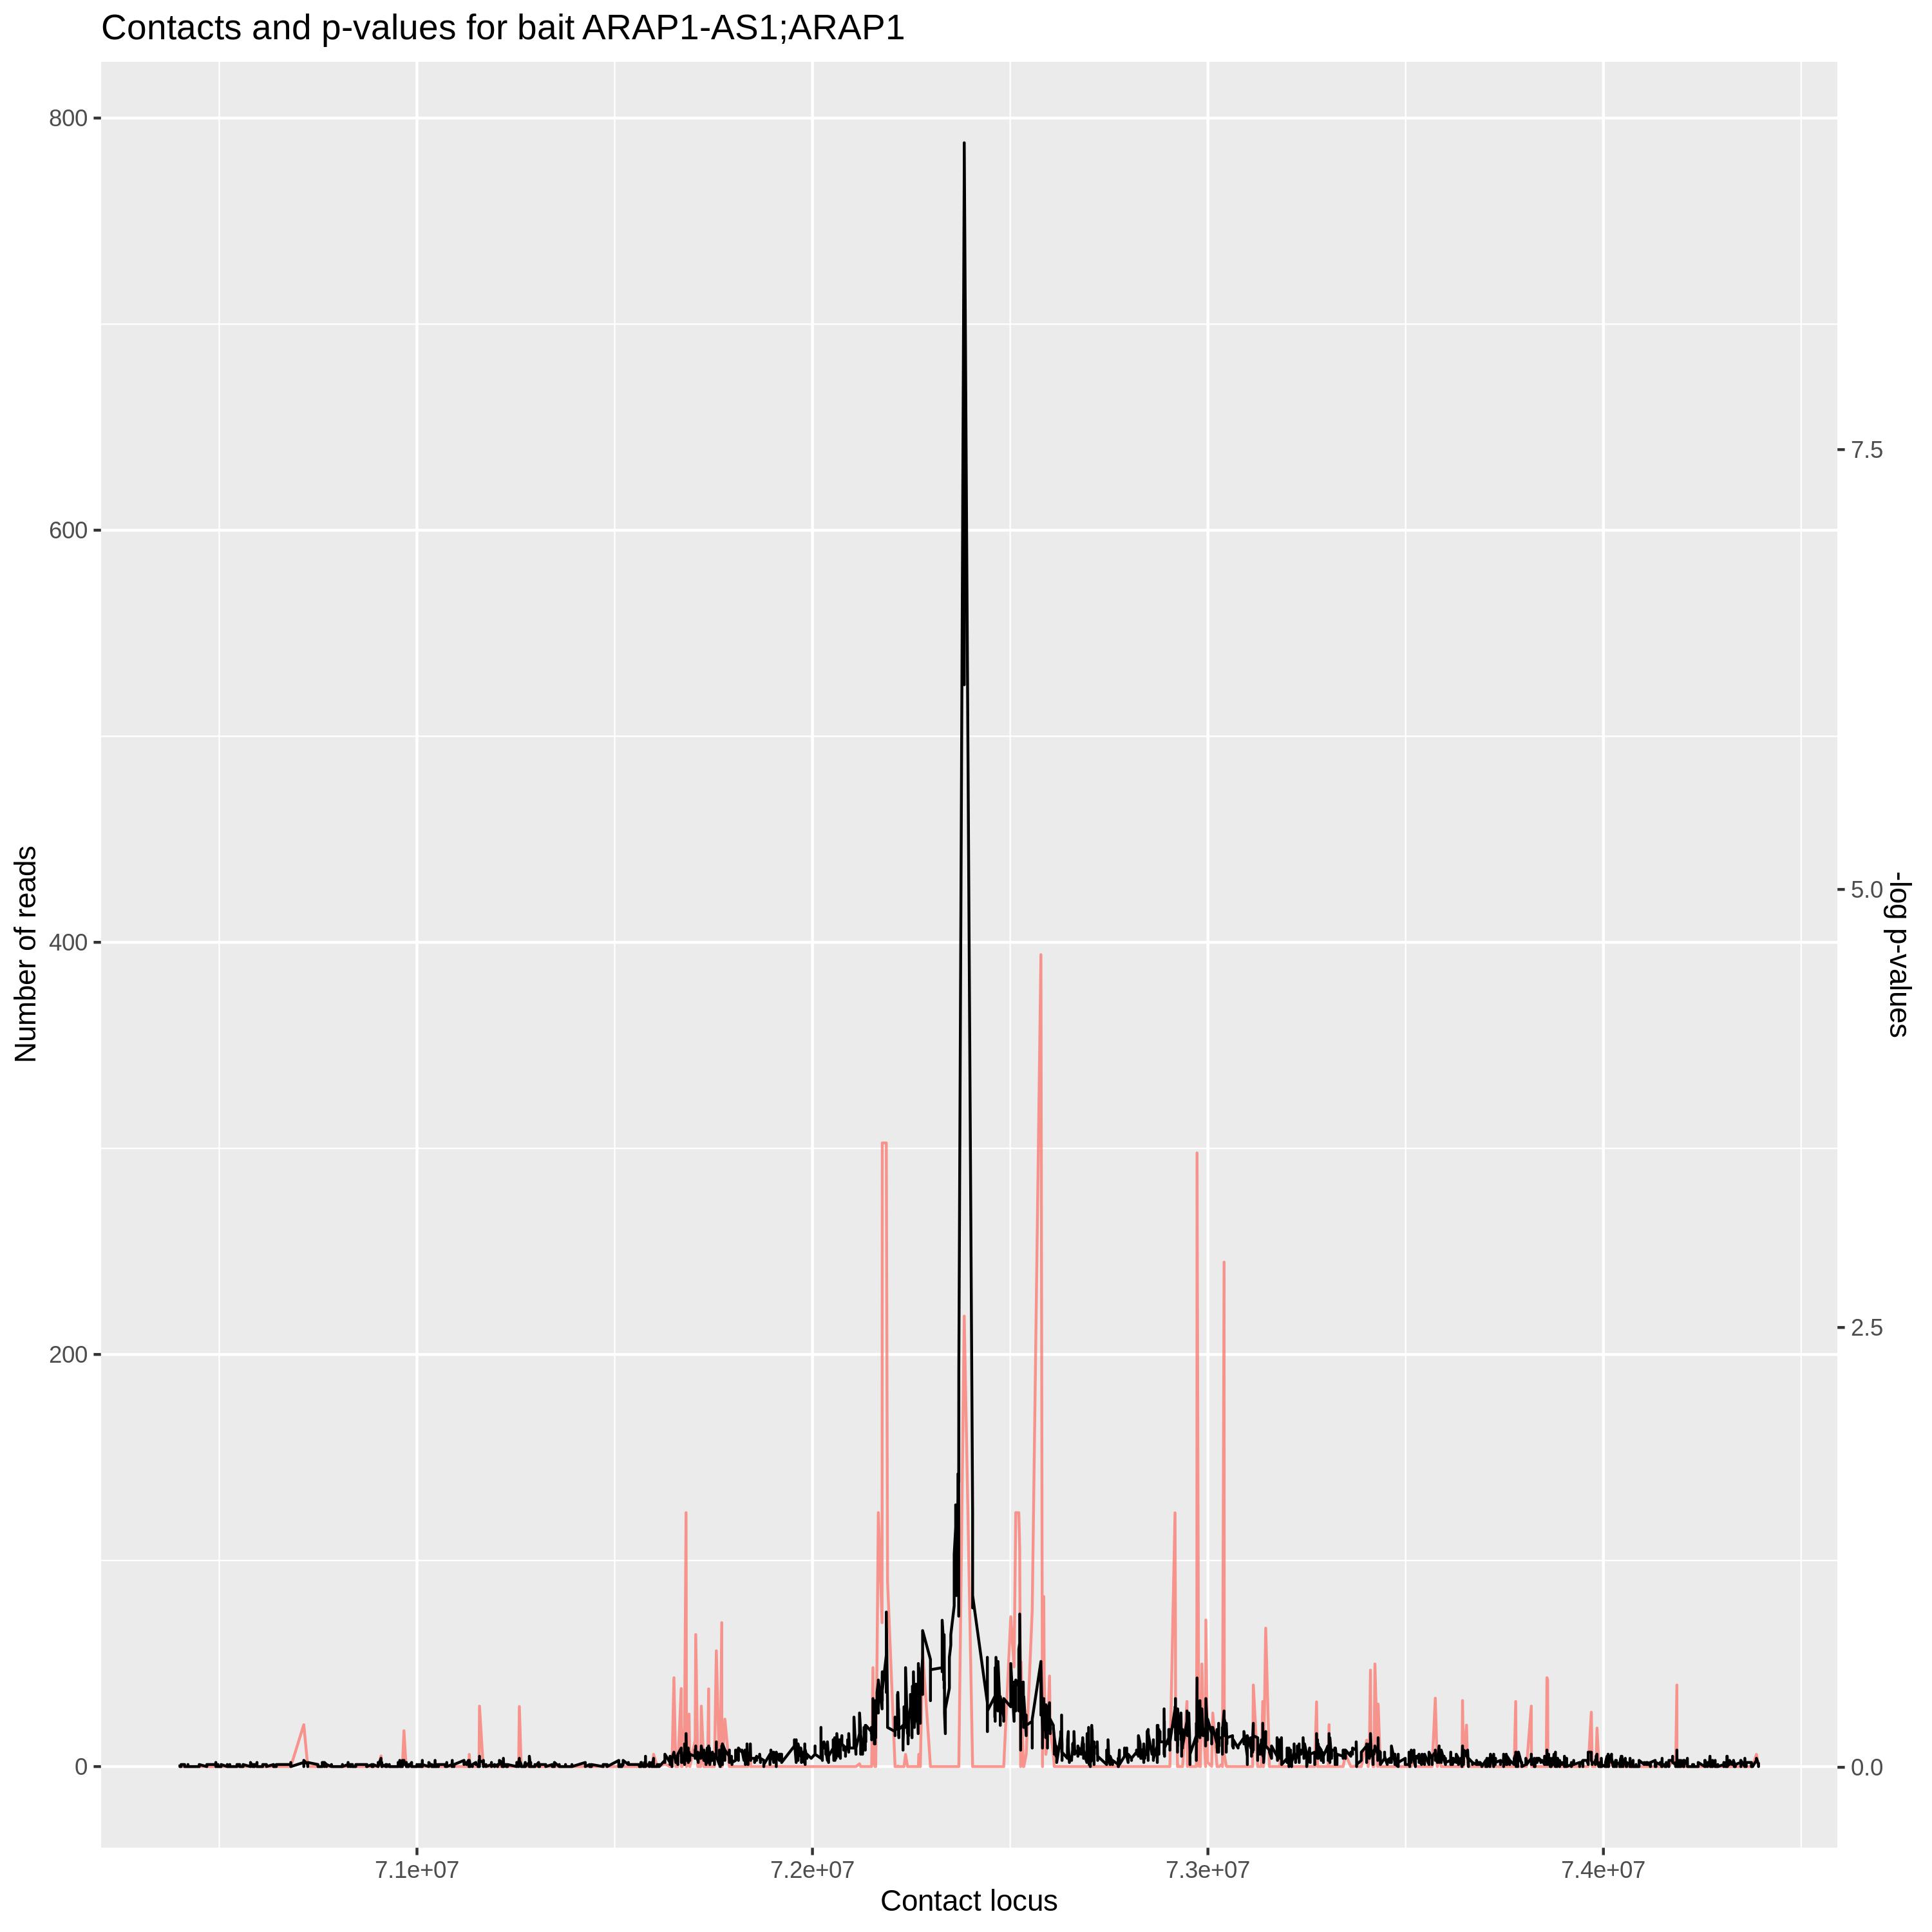 Contacts and p-values for bait ARAP1-AS1;ARAP1
800
600
400
200
0
Number of reads
7.5
5.0
2.5
0.0
-log p-values
7.1e+07
7.2e+07
7.3e+07
7.4e+07
Contact locus